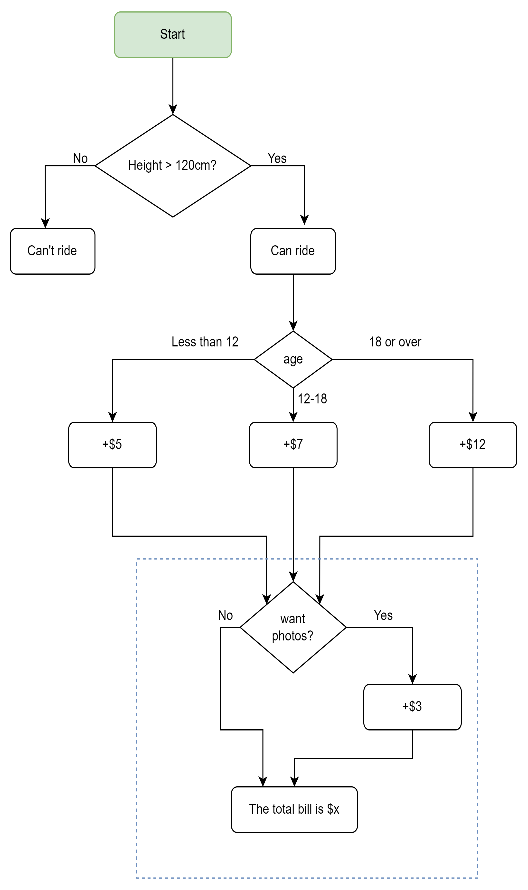 Start
Height > 120cm?
No
Yes
Can't ride
Can ride
age
Less than 12
18 or over
12-18
+$5
+$7
+$12
want
photos?
No
Yes
+$3
The total bill is $x